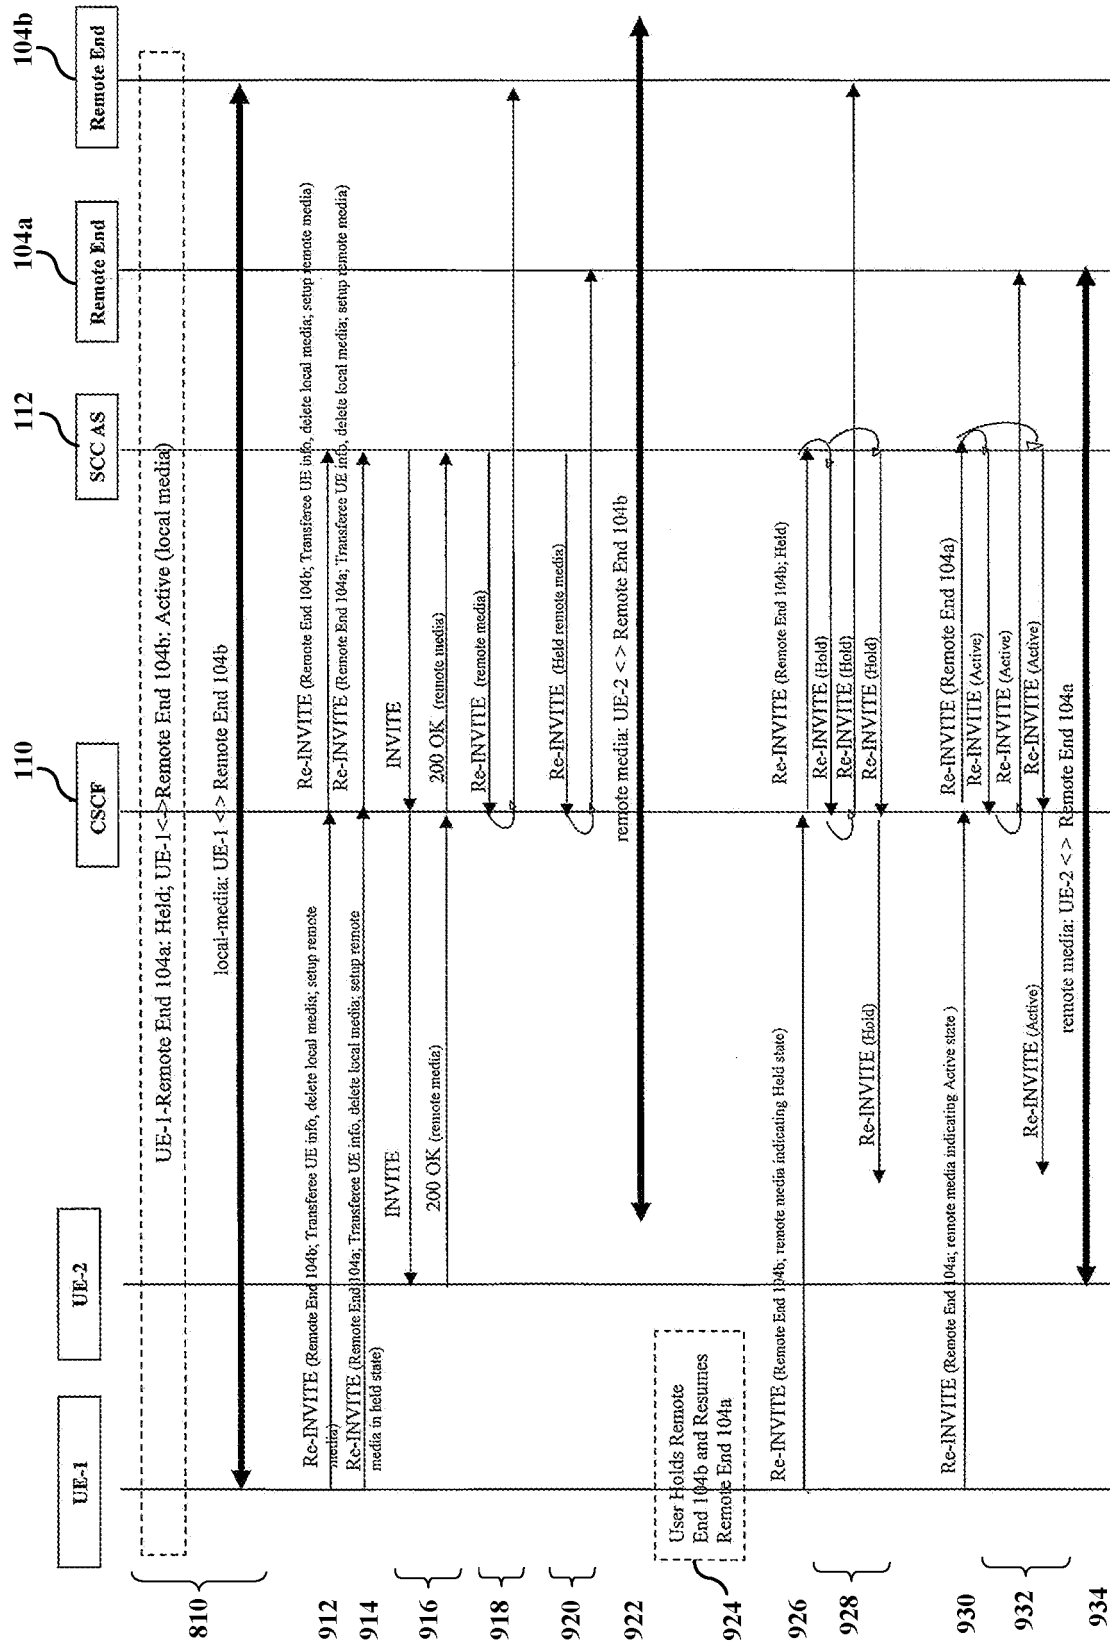 UE-1
UE-2
110
CSCF
112
SCC AS
104a
Remote End
104b
Remote End
810
UE-1-Remote End 104a: Held; UE-1<->Remote End 104b: Active (local media)
local-media: UE-1 <> Remote End 104b
912
Re-INVITE (Remote End 104b; Transferee UE info, delete local media; setup remote
media)
Re-INVITE (Remote End 104b; Transferee UE info, delete local media; setup remote media)
914
Re-INVITE (Remote End 104a; Transferee UE info, delete local media; setup remote
media in held state)
Re-INVITE (Remote End 104a; Transferee UE info, delete local media; setup remote media)
916
INVITE
INVITE
200 OK (remote media)
200 OK (remote media)
918
Re-INVITE (remote media)
920
Re-INVITE (Held remote media)
922
remote media: UE-2 <> Remote End 104b
924
User Holds Remote
End 104b and Resumes
Remote End 104a
926
Re-INVITE (Remote End 104b; remote media indicating Held state)
Re-INVITE (Remote End 104b; Held)
928
Re-INVITE (Hold)
Re-INVITE (Hold)
Re-INVITE (Hold)
Re-INVITE (Hold)
930
Re-INVITE (Remote End 104a; remote media indicating Active state )
Re-INVITE (Remote End 104a)
932
Re-INVITE (Active)
Re-INVITE (Active)
Re-INVITE (Active)
Re-INVITE (Active)
934
remote media: UE-2 <> Remote End 104a